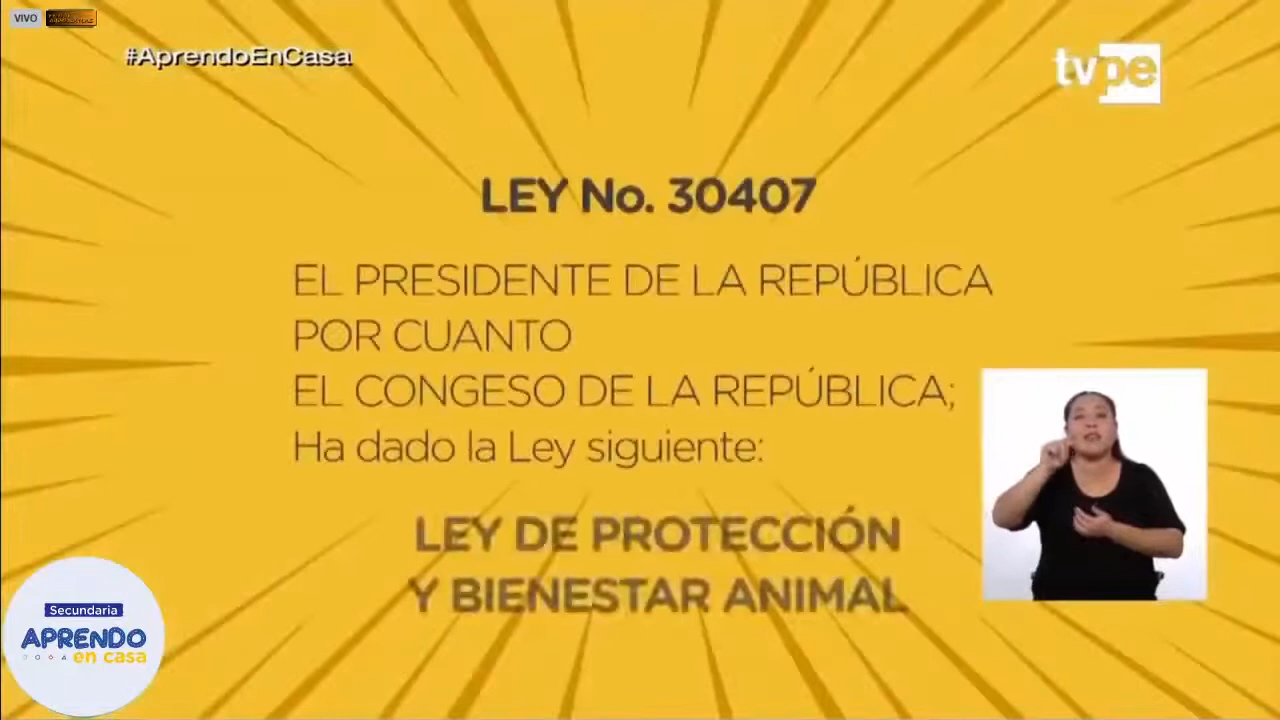 VIVO
#AprendoEnCasa
tvpe
LEY No. 30407
EL PRESIDENTE DE LA REPÚBLICA
POR CUANTO
EL CONGESO DE LA REPÚBLICA;
Ha dado la Ley siguiente:
LEY DE PROTECCIÓN
Y BIENESTAR ANIMAL
Secundaria
APRENDO
en casa